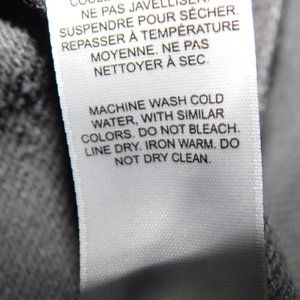 NE PAS JAVELLISER.
SUSPENDRE POUR SÉCHER
REPASSER À TEMPÉRATURE
MOYENNE. NE PAS
NETTOYER À SEC.
MACHINE WASH COLD
WATER, WITH SIMILAR
COLORS. DO NOT BLEACH.
LINE DRY. IRON WARM. DO
NOT DRY CLEAN.